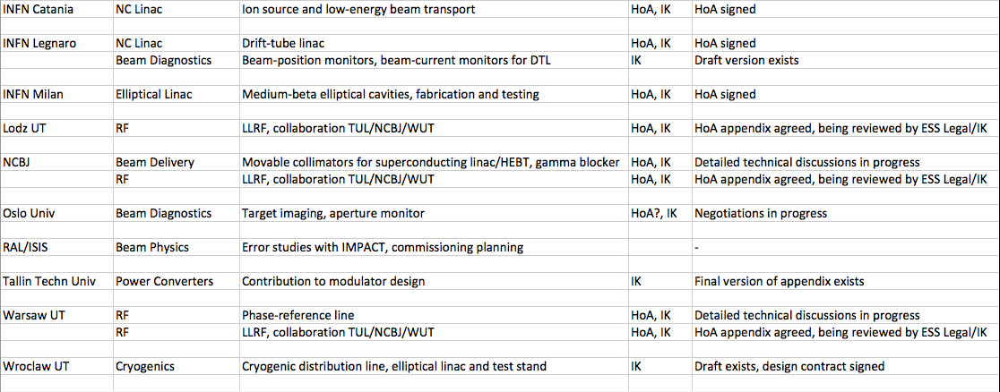 INFN Catania NC Linac Ion source and low-energy beam transport HoA, IK HoA signed
INFN Legnaro NC Linac Drift-tube linac HoA, IK HoA signed
Beam Diagnostics Beam-position monitors, beam-current monitors for DTL IK Draft version exists
INFN Milan Elliptical Linac Medium-beta elliptical cavities, fabrication and testing HoA, IK HoA signed
Lodz UT RF LLRF, collaboration TUL/NCBJ/WUT HoA, IK HoA appendix agreed, being reviewed by ESS Legal/IK
NCBJ Beam Delivery Movable collimators for superconducting linac/HEBT, gamma blocker HoA, IK Detailed technical discussions in progress
RF LLRF, collaboration TUL/NCBJ/WUT HoA, IK HoA appendix agreed, being reviewed by ESS Legal/IK
Oslo Univ Beam Diagnostics Target imaging, aperture monitor HoA?, IK Negotiations in progress
RAL/ISIS Beam Physics Error studies with IMPACT, commissioning planning -
Tallin Techn Univ Power Converters Contribution to modulator design IK Final version of appendix exists
Warsaw UT RF Phase-reference line HoA, IK Detailed technical discussions in progress
RF LLRF, collaboration TUL/NCBJ/WUT HoA, IK HoA appendix agreed, being reviewed by ESS Legal/IK
Wroclaw UT Cryogenics Cryogenic distribution line, elliptical linac and test stand IK Draft exists, design contract signed